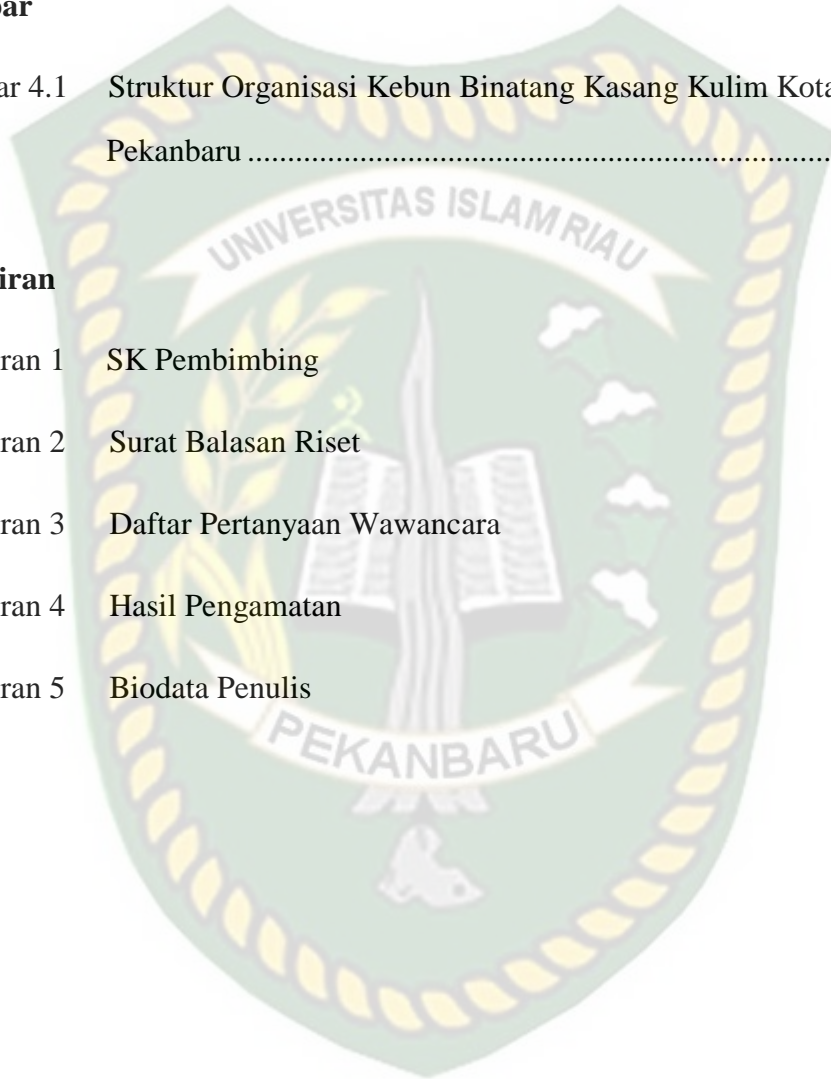 bar
ar 4.1 Struktur Organisasi Kebun Binatang Kasang Kulim Kota
Pekanbaru ........................................................................
UNIVERSITAS ISLAM RIAU
iran
ran 1 SK Pembimbing
ran 2 Surat Balasan Riset
ran 3 Daftar Pertanyaan Wawancara
ran 4 Hasil Pengamatan
ran 5 Biodata Penulis
PEKANBARU